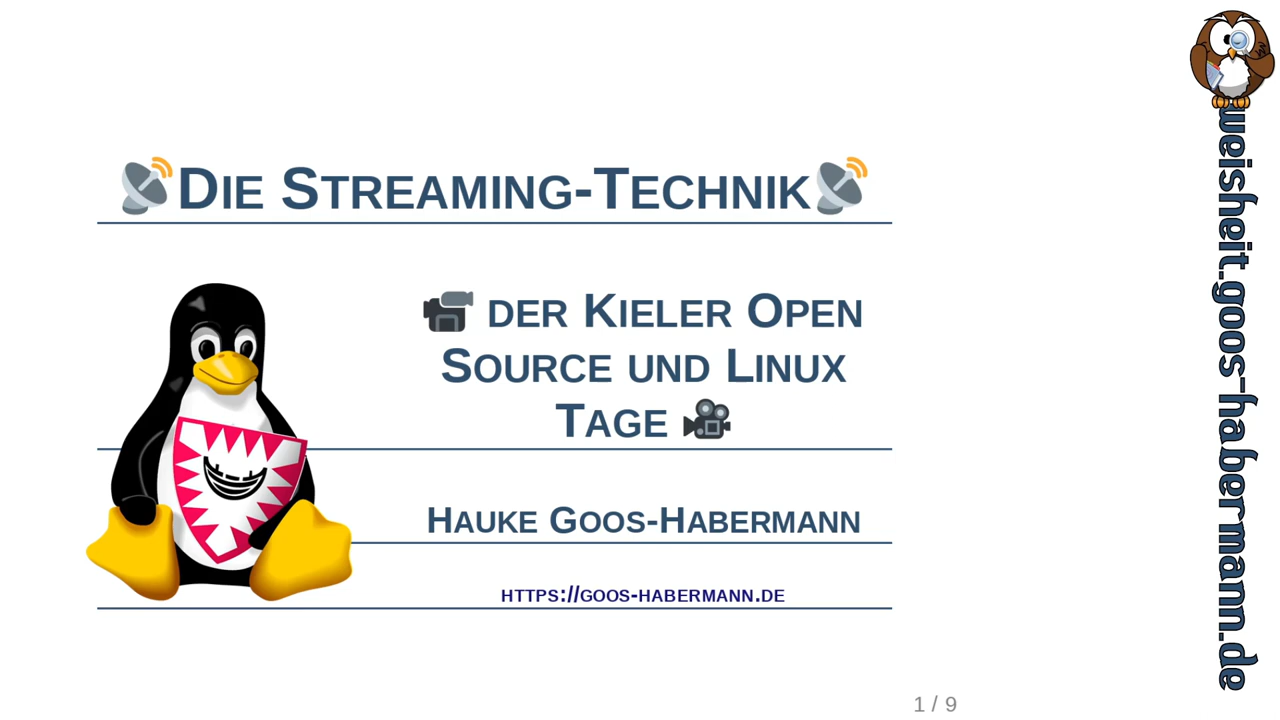 Die Streaming-Technik
der Kieler Open
Source und Linux
Tage
Hauke Goos-Habermann
https://goos-habermann.de
1 / 9
weisheit.goos-habermann.de